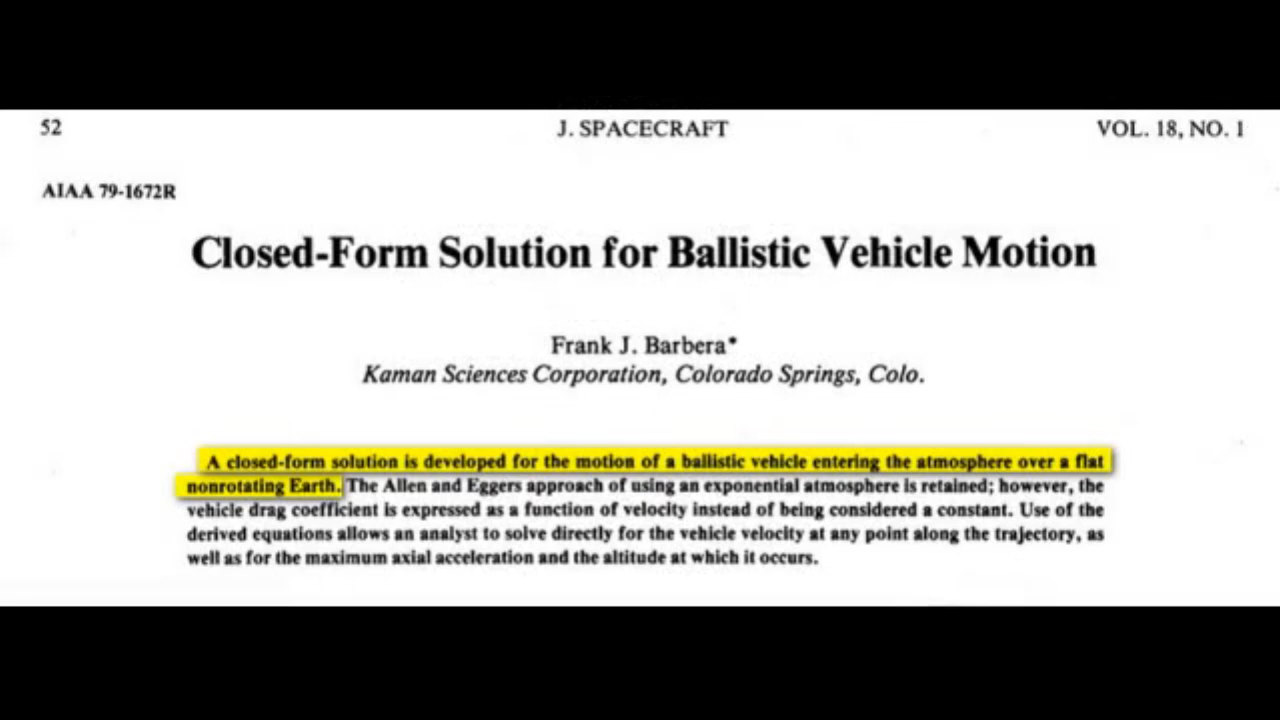 52 J. SPACECRAFT VOL. 18, NO. 1
AIAA 79-1672R
Closed-Form Solution for Ballistic Vehicle Motion
Frank J. Barbera*
Kaman Sciences Corporation, Colorado Springs, Colo.
A closed-form solution is developed for the motion of a ballistic vehicle entering the atmosphere over a flat
nonrotating Earth. The Allen and Eggers approach of using an exponential atmosphere is retained; however, the
vehicle drag coefficient is expressed as a function of velocity instead of being considered a constant. Use of the
derived equations allows an analyst to solve directly for the vehicle velocity at any point along the trajectory, as
well as for the maximum axial acceleration and the altitude at which it occurs.